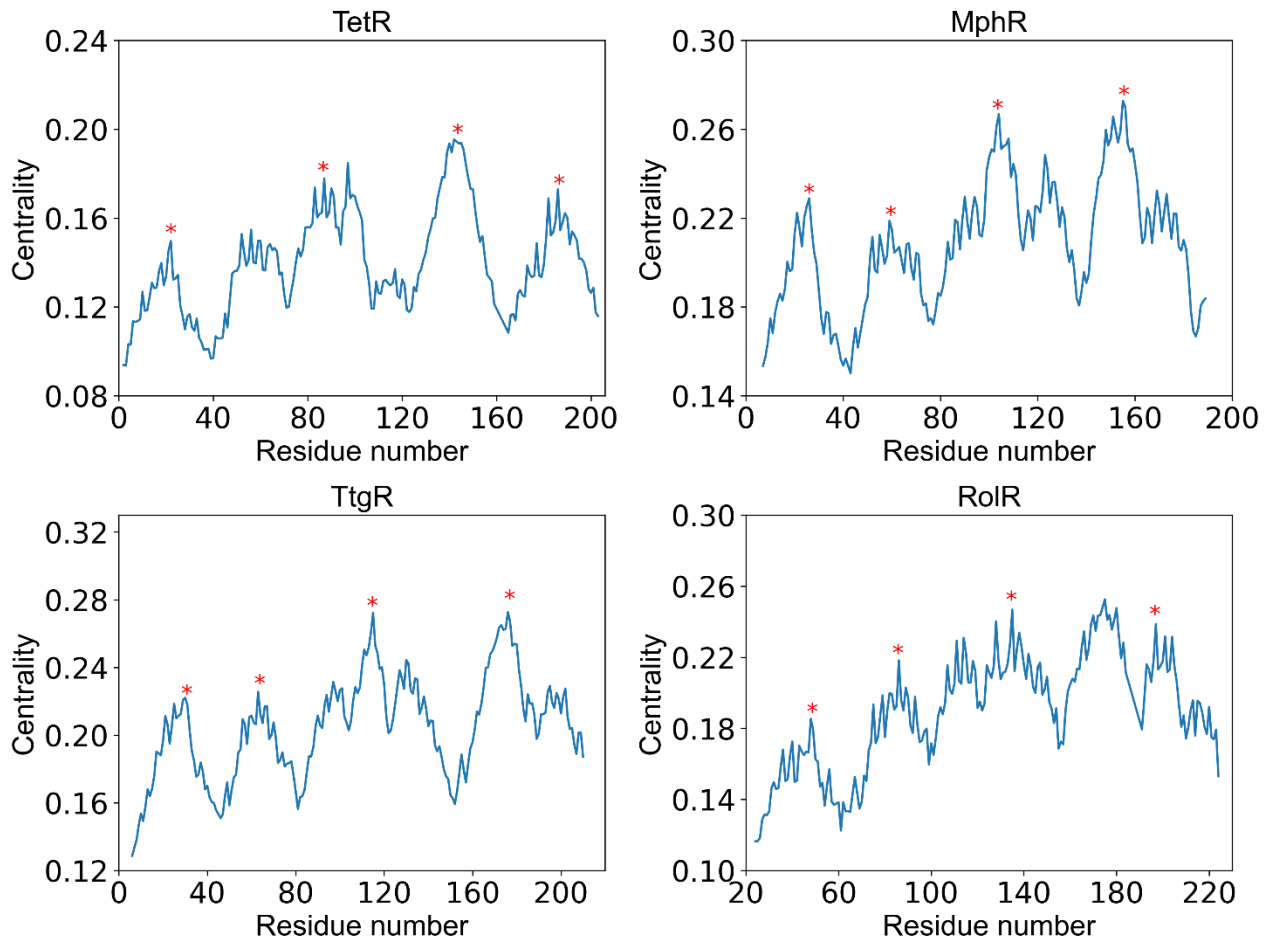 TetR
0.24
0.20
0.16
0.12
0.08
Centrality
*
*
*
*
0 40 80 120 160 200
Residue number
MphR
0.30
0.26
0.22
0.18
0.14
Centrality
*
*
*
*
0 40 80 120 160 200
Residue number
TtgR
0.32
0.28
0.24
0.20
0.16
0.12
Centrality
*
*
*
*
0 40 80 120 160 200
Residue number
RolR
0.30
0.26
0.22
0.18
0.14
0.10
Centrality
*
*
*
*
20 60 100 140 180 220
Residue number